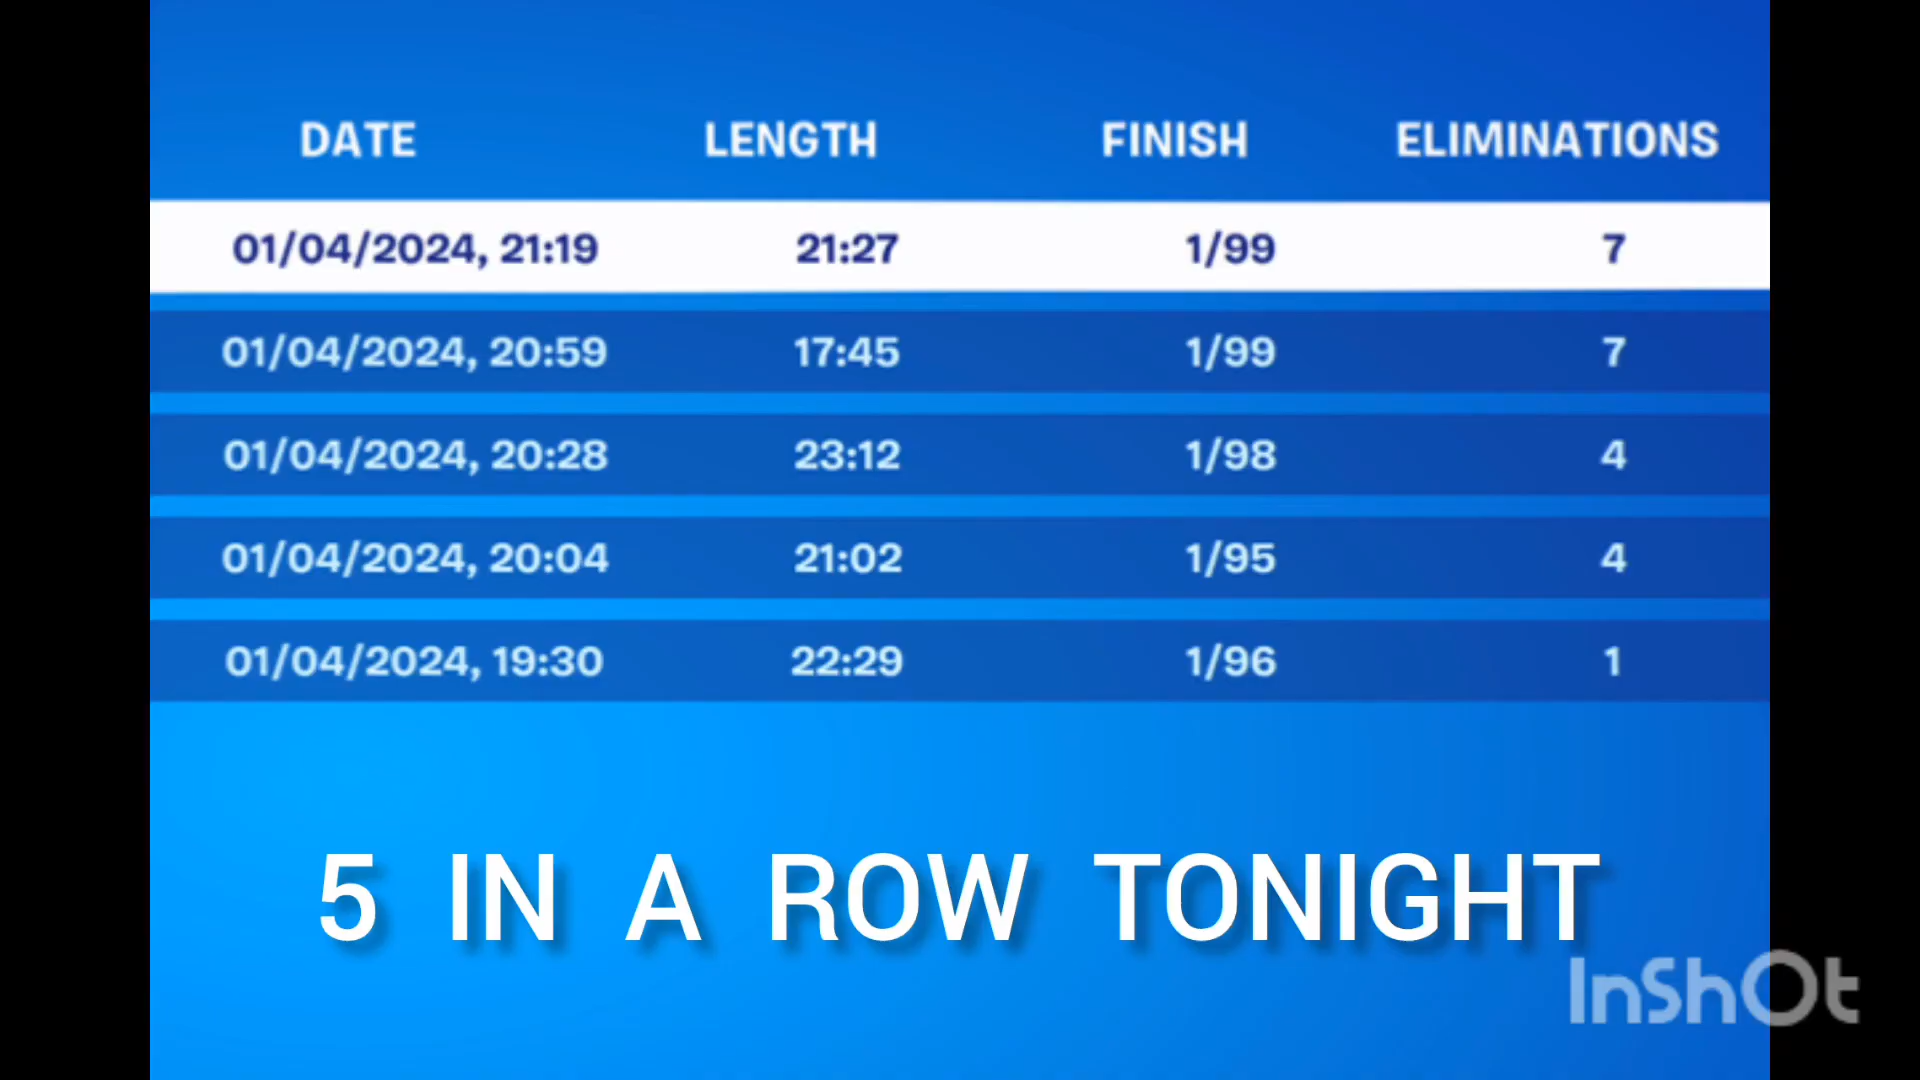 DATE LENGTH FINISH ELIMINATIONS
01/04/2024, 21:19 21:27 1/99 7
01/04/2024, 20:59 17:45 1/99 7
01/04/2024, 20:28 23:12 1/98 4
01/04/2024, 20:04 21:02 1/95 4
01/04/2024, 19:30 22:29 1/96 1
5 IN A ROW TONIGHT
InShOt